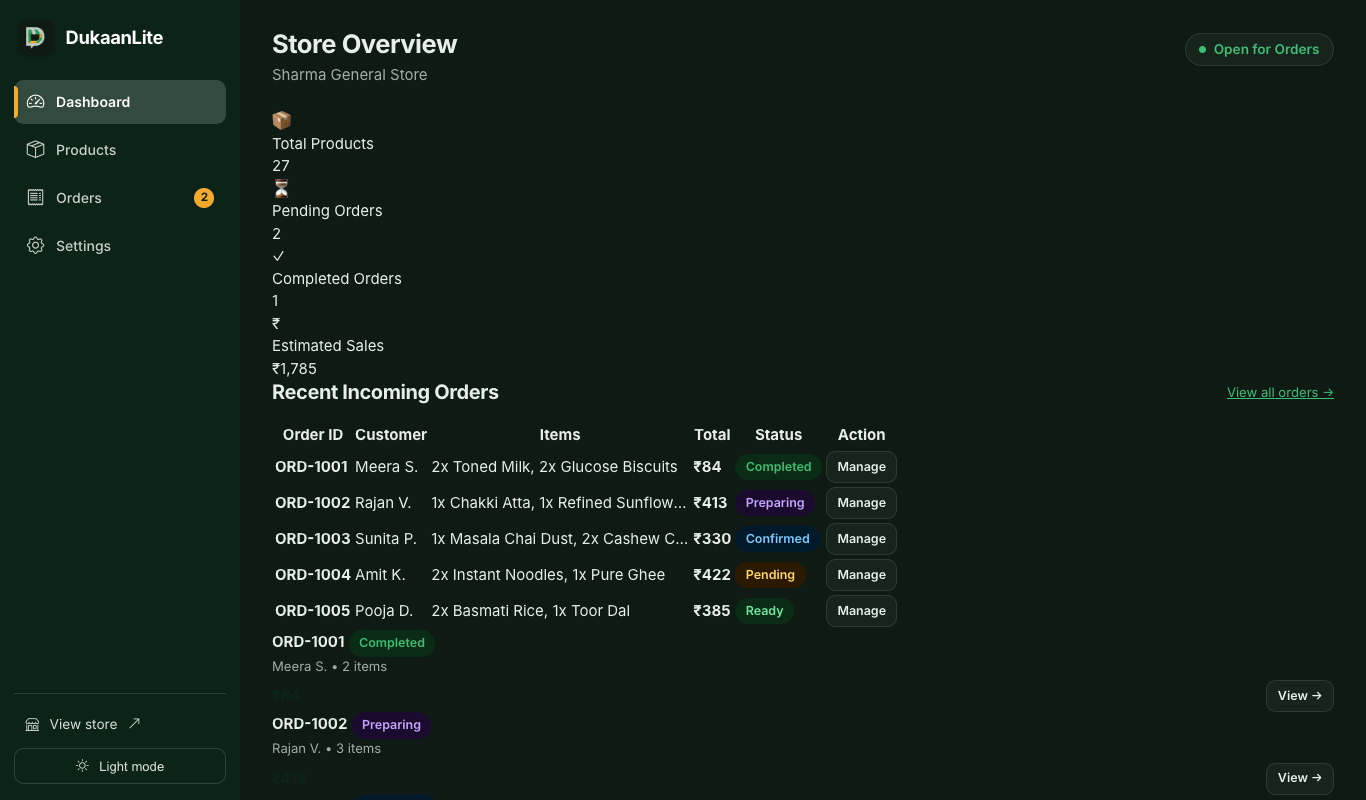 DukaanLite
Dashboard
Products
Orders 2
Settings
View store ↗
Light mode
Store Overview
Sharma General Store
Open for Orders
Total Products
27
Pending Orders
2
✓
Completed Orders
1
₹
Estimated Sales
₹1,785
Recent Incoming Orders
View all orders →
Order ID Customer Items Total Status Action
ORD-1001 Meera S. 2x Toned Milk, 2x Glucose Biscuits ₹84 Completed Manage
ORD-1002 Rajan V. 1x Chakki Atta, 1x Refined Sunflow... ₹413 Preparing Manage
ORD-1003 Sunita P. 1x Masala Chai Dust, 2x Cashew C... ₹330 Confirmed Manage
ORD-1004 Amit K. 2x Instant Noodles, 1x Pure Ghee ₹422 Pending Manage
ORD-1005 Pooja D. 2x Basmati Rice, 1x Toor Dal ₹385 Ready Manage
ORD-1001 Completed
Meera S. • 2 items
₹84 View →
ORD-1002 Preparing
Rajan V. • 3 items
₹413 View →